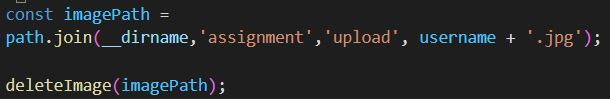 const imagePath =
path.join(__dirname,'assignment','upload', username + '.jpg');
deleteImage(imagePath);